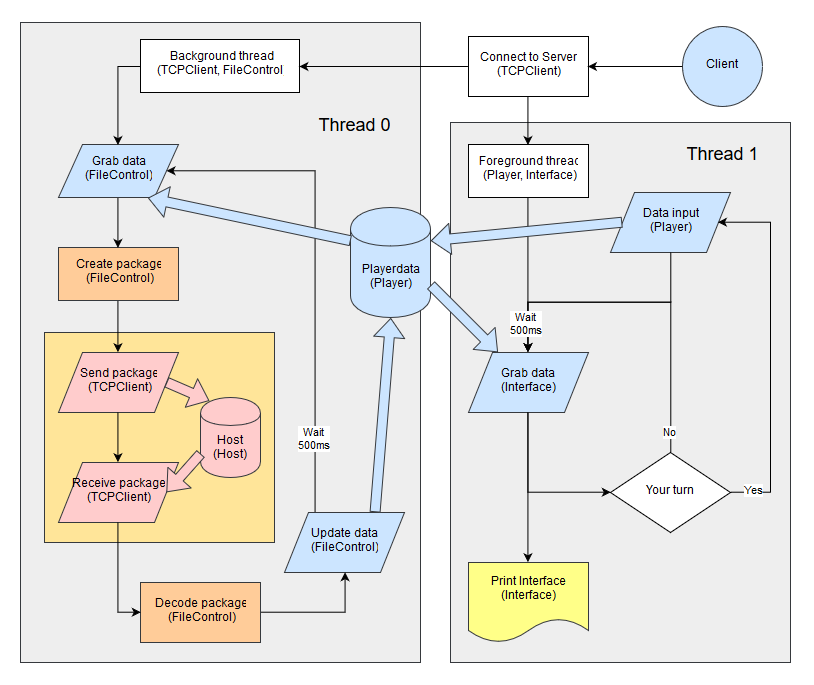 Background thread
(TCPClient, FileControl
Connect to Server
(TCPClient)
Client
Thread 0
Thread 1
Grab data
(FileControl)
Foreground thread
(Player, Interface)
Data input
(Player)
Create package
(FileControl)
Playerdata
(Player)
Wait
500ms
Send package
(TCPClient)
Grab data
(Interface)
Host
(Host)
Wait
500ms
No
Receive package
(TCPClient)
Your turn
Yes
Update data
(FileControl)
Print Interface
(Interface)
Decode package
(FileControl)